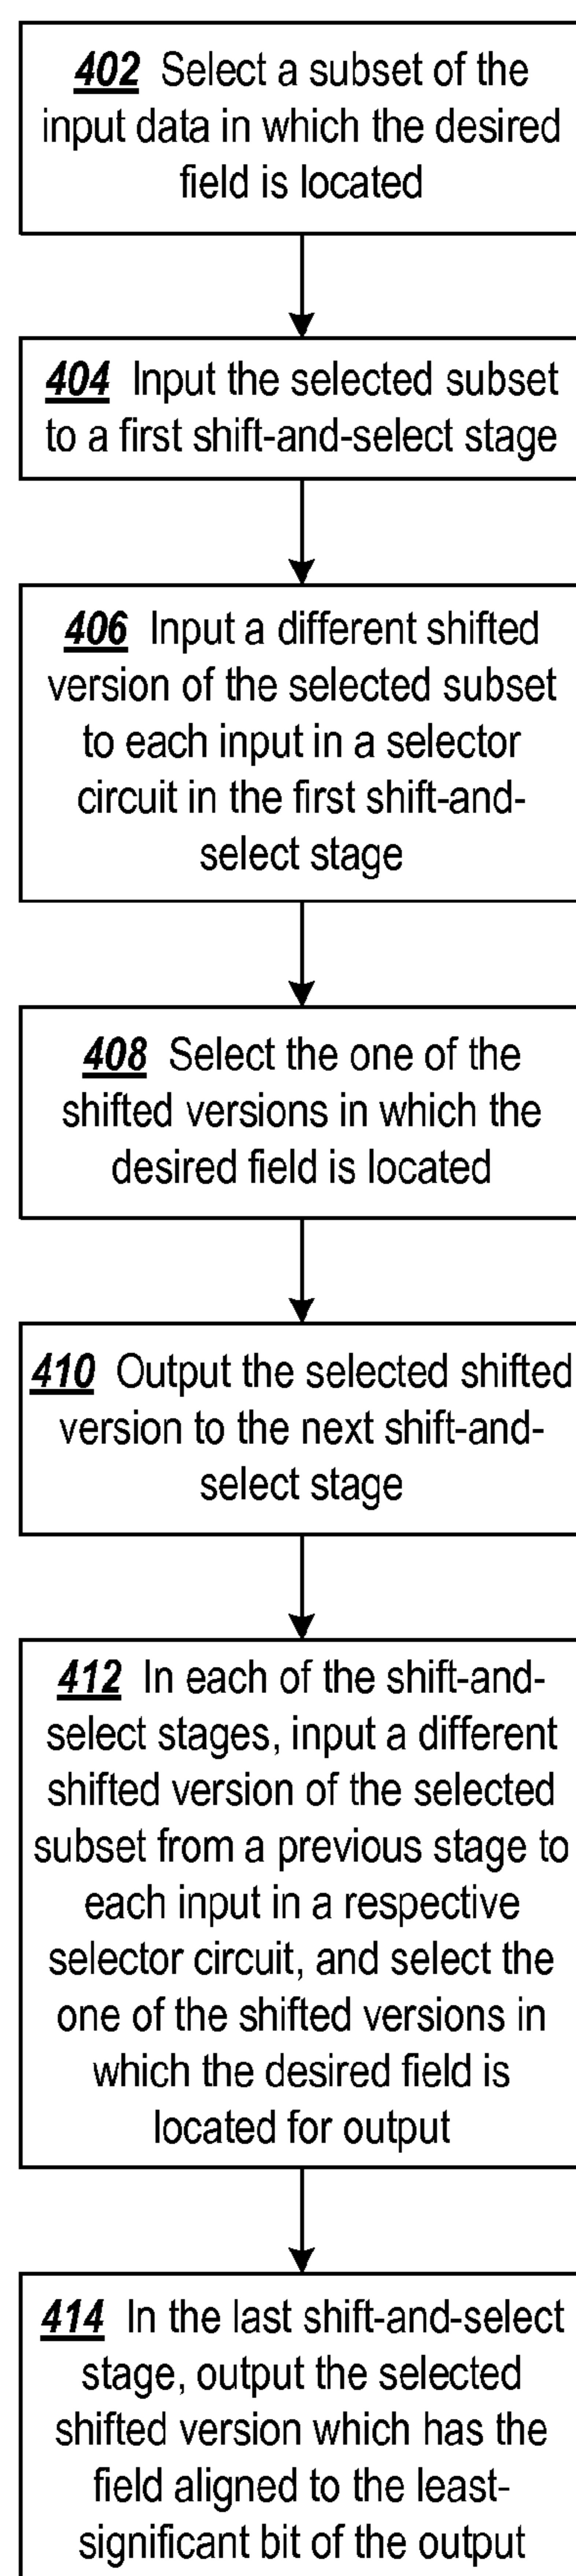 402 Select a subset of the
input data in which the desired
field is located
404 Input the selected subset
to a first shift-and-select stage
406 Input a different shifted
version of the selected subset
to each input in a selector
circuit in the first shift-and-
select stage
408 Select the one of the
shifted versions in which the
desired field is located
410 Output the selected shifted
version to the next shift-and-
select stage
412 In each of the shift-and-
select stages, input a different
shifted version of the selected
subset from a previous stage to
each input in a respective
selector circuit, and select the
one of the shifted versions in
which the desired field is
located for output
414 In the last shift-and-select
stage, output the selected
shifted version which has the
field aligned to the least-
significant bit of the output